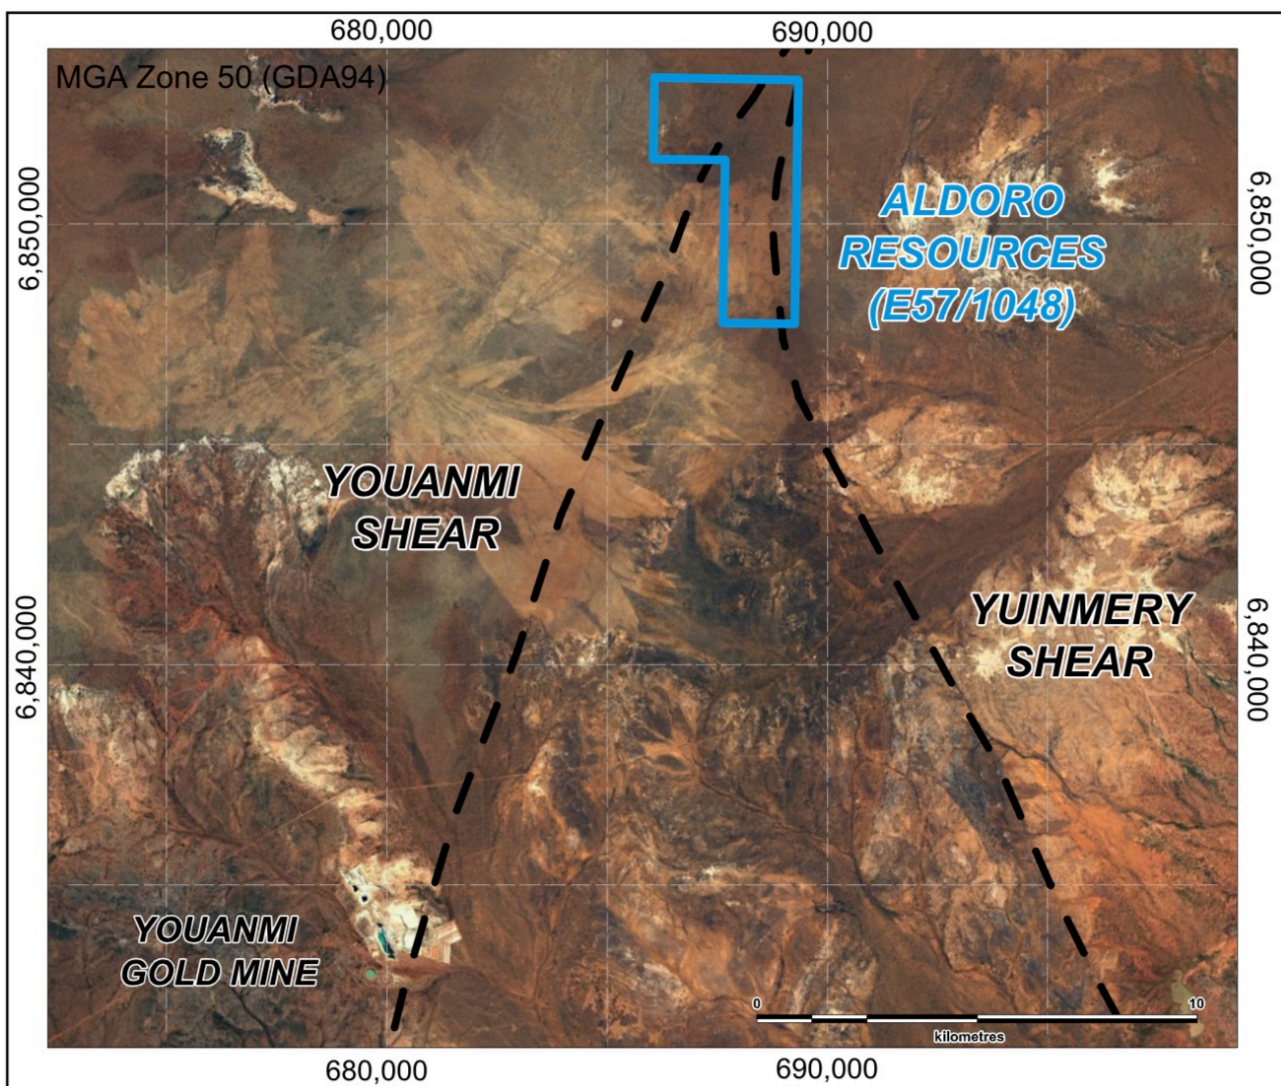 680,000
690,000
MGA Zone 50 (GDA94)
6,850,000
6,850,000
ALDORO
RESOURCES
(E57/1048)
YOUANMI
SHEAR
YUINMERY
SHEAR
6,840,000
6,840,000
YOUANMI
GOLD MINE
0
10
kilometres
680,000
690,000